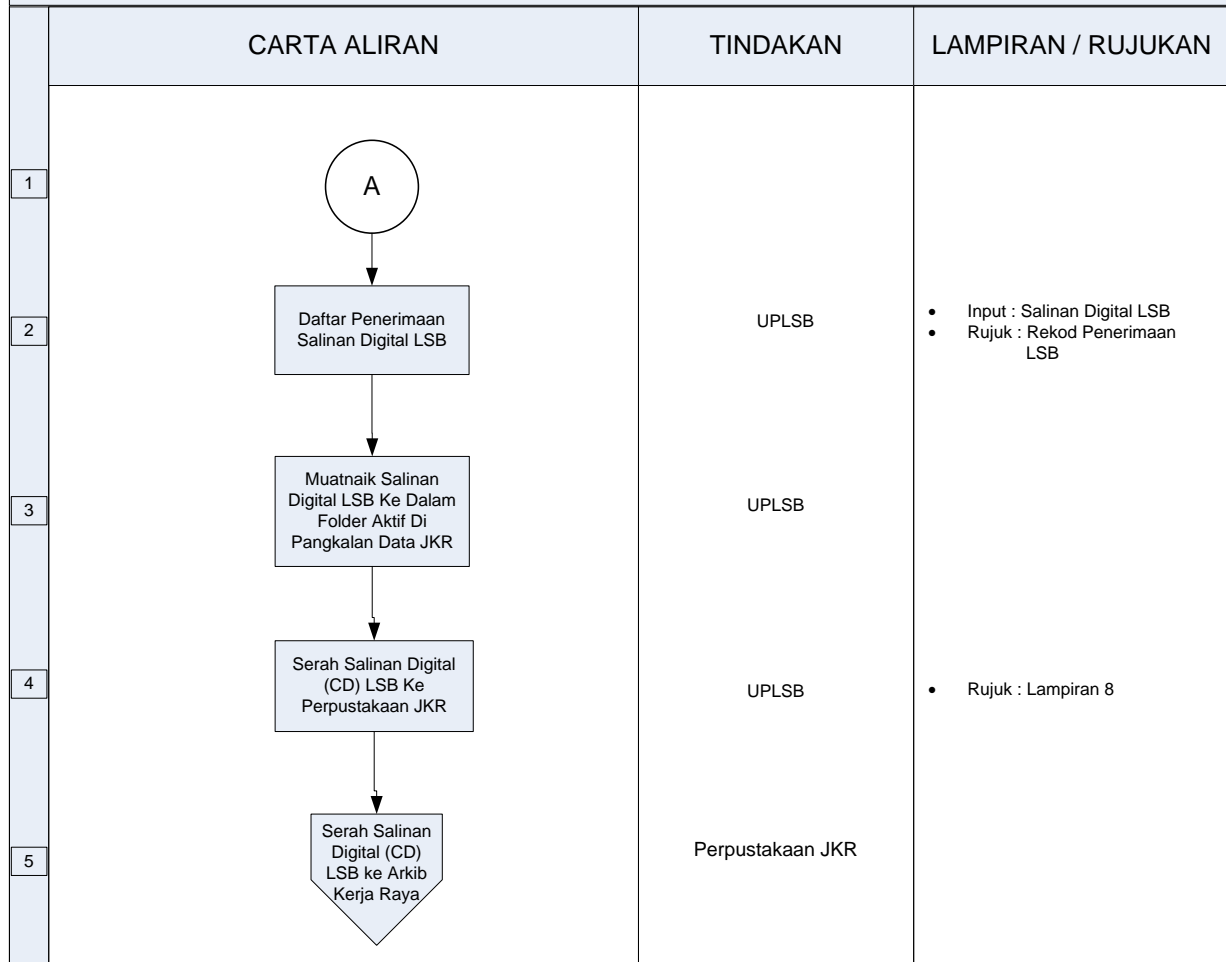 CARTA ALIRAN
TINDAKAN
LAMPIRAN / RUJUKAN
1
A
2
Daftar Penerimaan
Salinan Digital LSB
UPLSB
• Input : Salinan Digital LSB
• Rujuk : Rekod Penerimaan
LSB
3
Muatnaik Salinan
Digital LSB Ke Dalam
Folder Aktif Di
Pangkalan Data JKR
UPLSB
4
Serah Salinan Digital
(CD) LSB Ke
Perpustakaan JKR
UPLSB
• Rujuk : Lampiran 8
5
Serah Salinan
Digital (CD)
LSB ke Arkib
Kerja Raya
Perpustakaan JKR